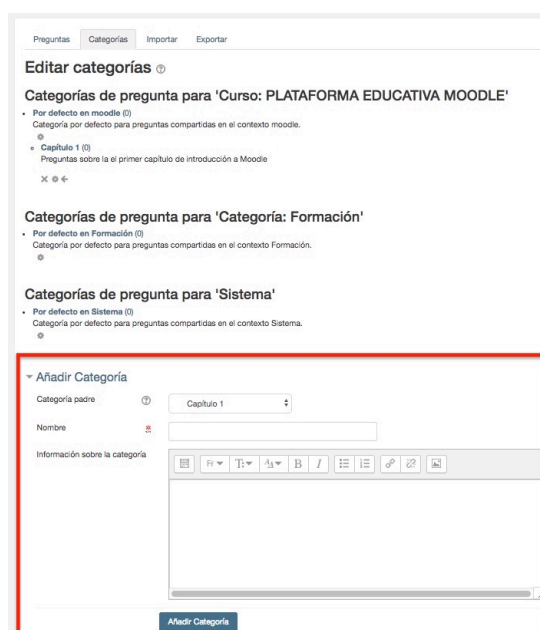 Preguntas Categorías Importar Exportar
Editar categorías
Categorías de pregunta para 'Curso: PLATAFORMA EDUCATIVA MOODLE'
Por defecto en moodle (0)
Categoría por defecto para preguntas compartidas en el contexto moodle.
Capítulo 1 (0)
Preguntas sobre la el primer capítulo de introducción a Moodle
Categorías de pregunta para 'Categoría: Formación'
Por defecto en Formación (0)
Categoría por defecto para preguntas compartidas en el contexto Formación.
Categorías de pregunta para 'Sistema'
Por defecto en Sistema (0)
Categoría por defecto para preguntas compartidas en el contexto Sistema.
Añadir Categoría
Categoría padre Capítulo 1
Nombre
Información sobre la categoría
B I
Añadir Categoría